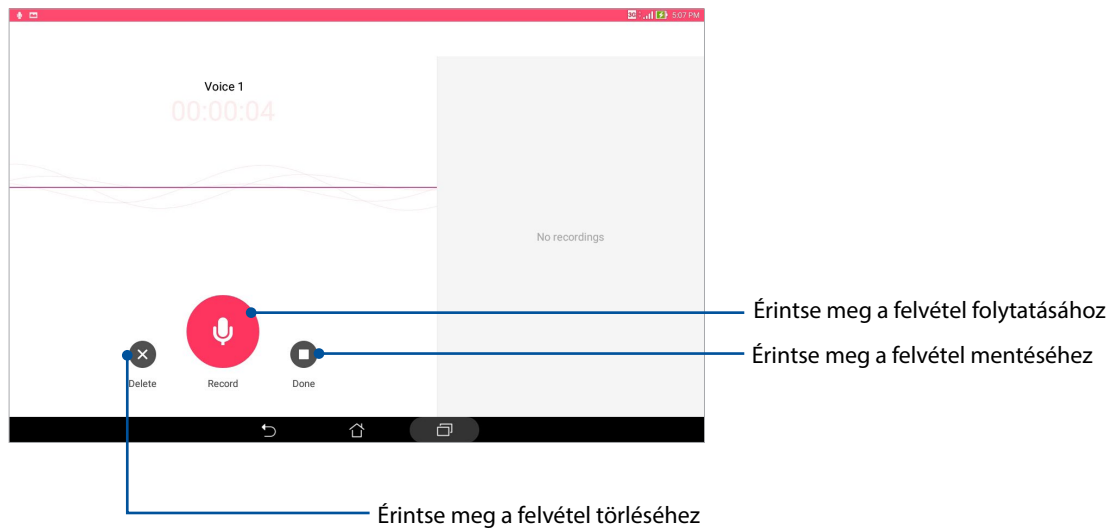 3G 5:07 PM
Voice 1
00:00:04
No recordings
Érintse meg a felvétel folytatásához
Érintse meg a felvétel mentéséhez
Delete Record Done
Érintse meg a felvétel törléséhez